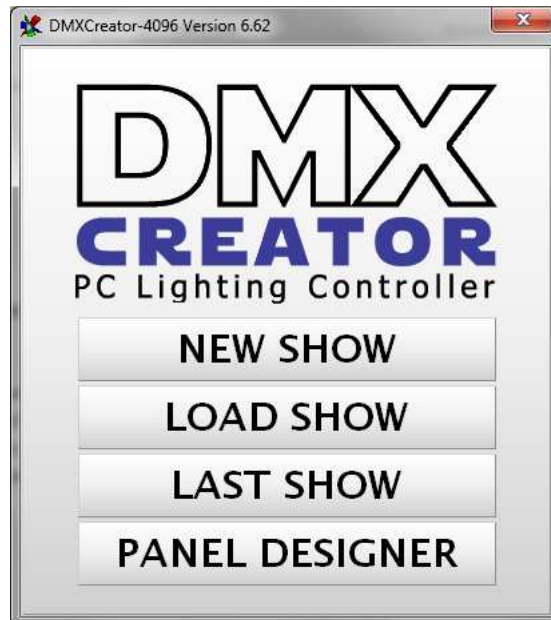 DMXCreator-4096 Version 6.62
DMX
CREATOR
PC Lighting Controller
NEW SHOW
LOAD SHOW
LAST SHOW
PANEL DESIGNER